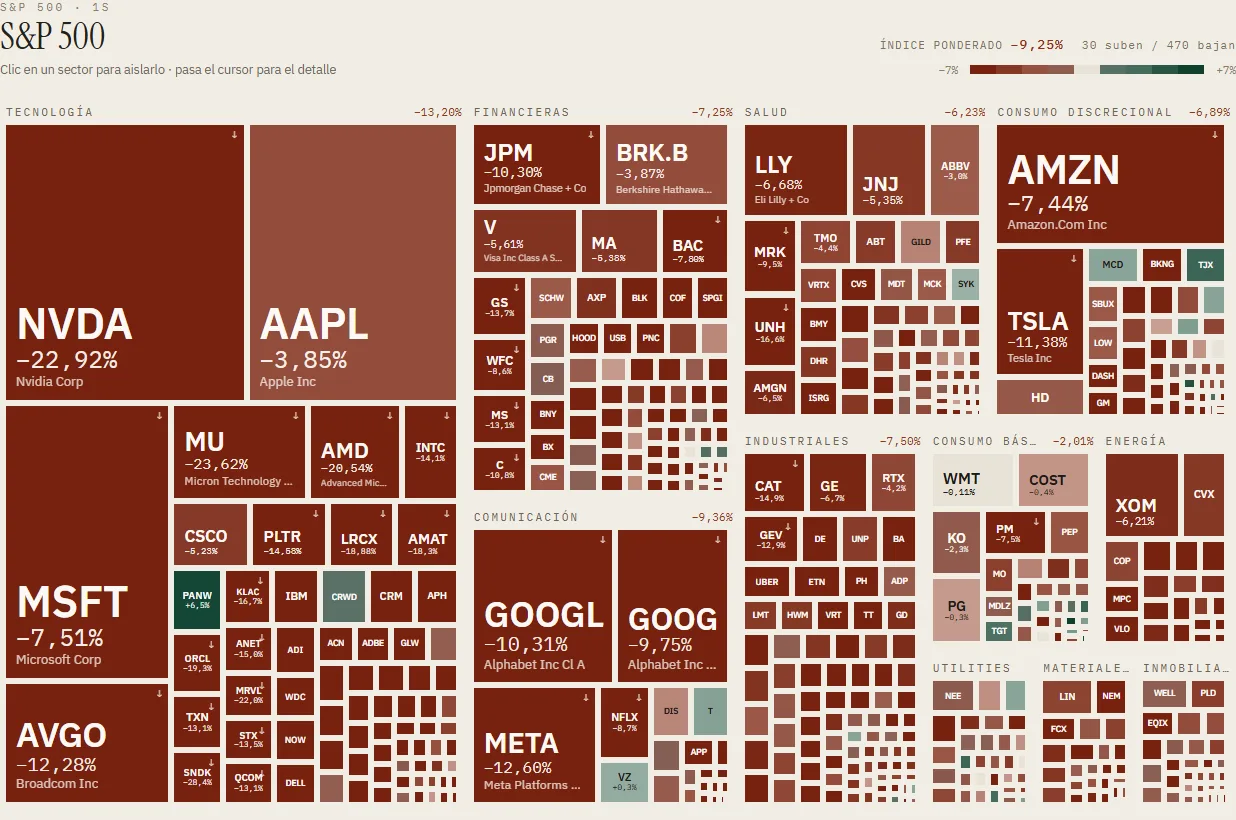 S&P 500 · 1S
S&P 500
Clic en un sector para aislarlo · pasa el cursor para el detalle
ÍNDICE PONDERADO −9,25% 30 suben / 470 bajan
−7% +7%
TECNOLOGÍA −13,20%
NVDA
−22,92%
Nvidia Corp
AAPL
−3,85%
Apple Inc
MSFT
−7,51%
Microsoft Corp
AVGO
−12,28%
Broadcom Inc
MU
−23,62%
Micron Technology ...
AMD
−20,54%
Advanced Mic...
INTC
−14,1%
CSCO
−5,23%
PLTR
−14,58%
LRCX
−18,88%
AMAT
−18,3%
PANW
+6,5%
KLAC
−16,7%
IBM
CRWD
CRM
APH
ORCL
−19,3%
ANET
−15,0%
ADI
ACN
ADBE
GLW
TXN
−13,1%
MRVL
−22,0%
WDC
STX
−13,5%
NOW
SNDK
−28,4%
QCOM
−13,1%
DELL
FINANCIERAS −7,25%
JPM
−10,30%
Jpmorgan Chase + Co
BRK.B
−3,87%
Berkshire Hathawa...
V
−5,61%
Visa Inc Class A S...
MA
−5,38%
BAC
−7,80%
GS
−13,7%
SCHW
AXP
BLK
COF
SPGI
WFC
−8,6%
PGR
HOOD
USB
PNC
CB
MS
−13,1%
BNY
C
−10,8%
BX
CME
COMUNICACIÓN −9,36%
GOOGL
−10,31%
Alphabet Inc Cl A
GOOG
−9,75%
Alphabet Inc ...
META
−12,60%
Meta Platforms ...
NFLX
−8,7%
DIS
T
VZ
+0,3%
APP
SALUD −6,23%
LLY
−6,68%
Eli Lilly + Co
JNJ
−5,35%
ABBV
−3,0%
MRK
−9,5%
TMO
−4,4%
ABT
GILD
PFE
VRTX
CVS
MDT
MCK
SYK
UNH
−16,6%
BMY
DHR
AMGN
−6,5%
ISRG
CONSUMO DISCRECIONAL −6,89%
AMZN
−7,44%
Amazon.Com Inc
TSLA
−11,38%
Tesla Inc
HD
MCD
BKNG
TJX
SBUX
LOW
DASH
GM
INDUSTRIALES −7,50%
CAT
−14,9%
GE
−6,7%
RTX
−4,2%
GEV
−12,9%
DE
UNP
BA
UBER
ETN
PH
ADP
LMT
HWM
VRT
TT
GD
CONSUMO BÁS… −2,01%
WMT
−0,11%
COST
−0,4%
KO
−2,3%
PM
−7,5%
PEP
PG
−0,3%
MO
MDLZ
TGT
ENERGÍA
XOM
−6,21%
CVX
COP
MPC
VLO
UTILITIES
NEE
MATERIALE…
LIN
NEM
FCX
INMOBILIA…
WELL
PLD
EQIX